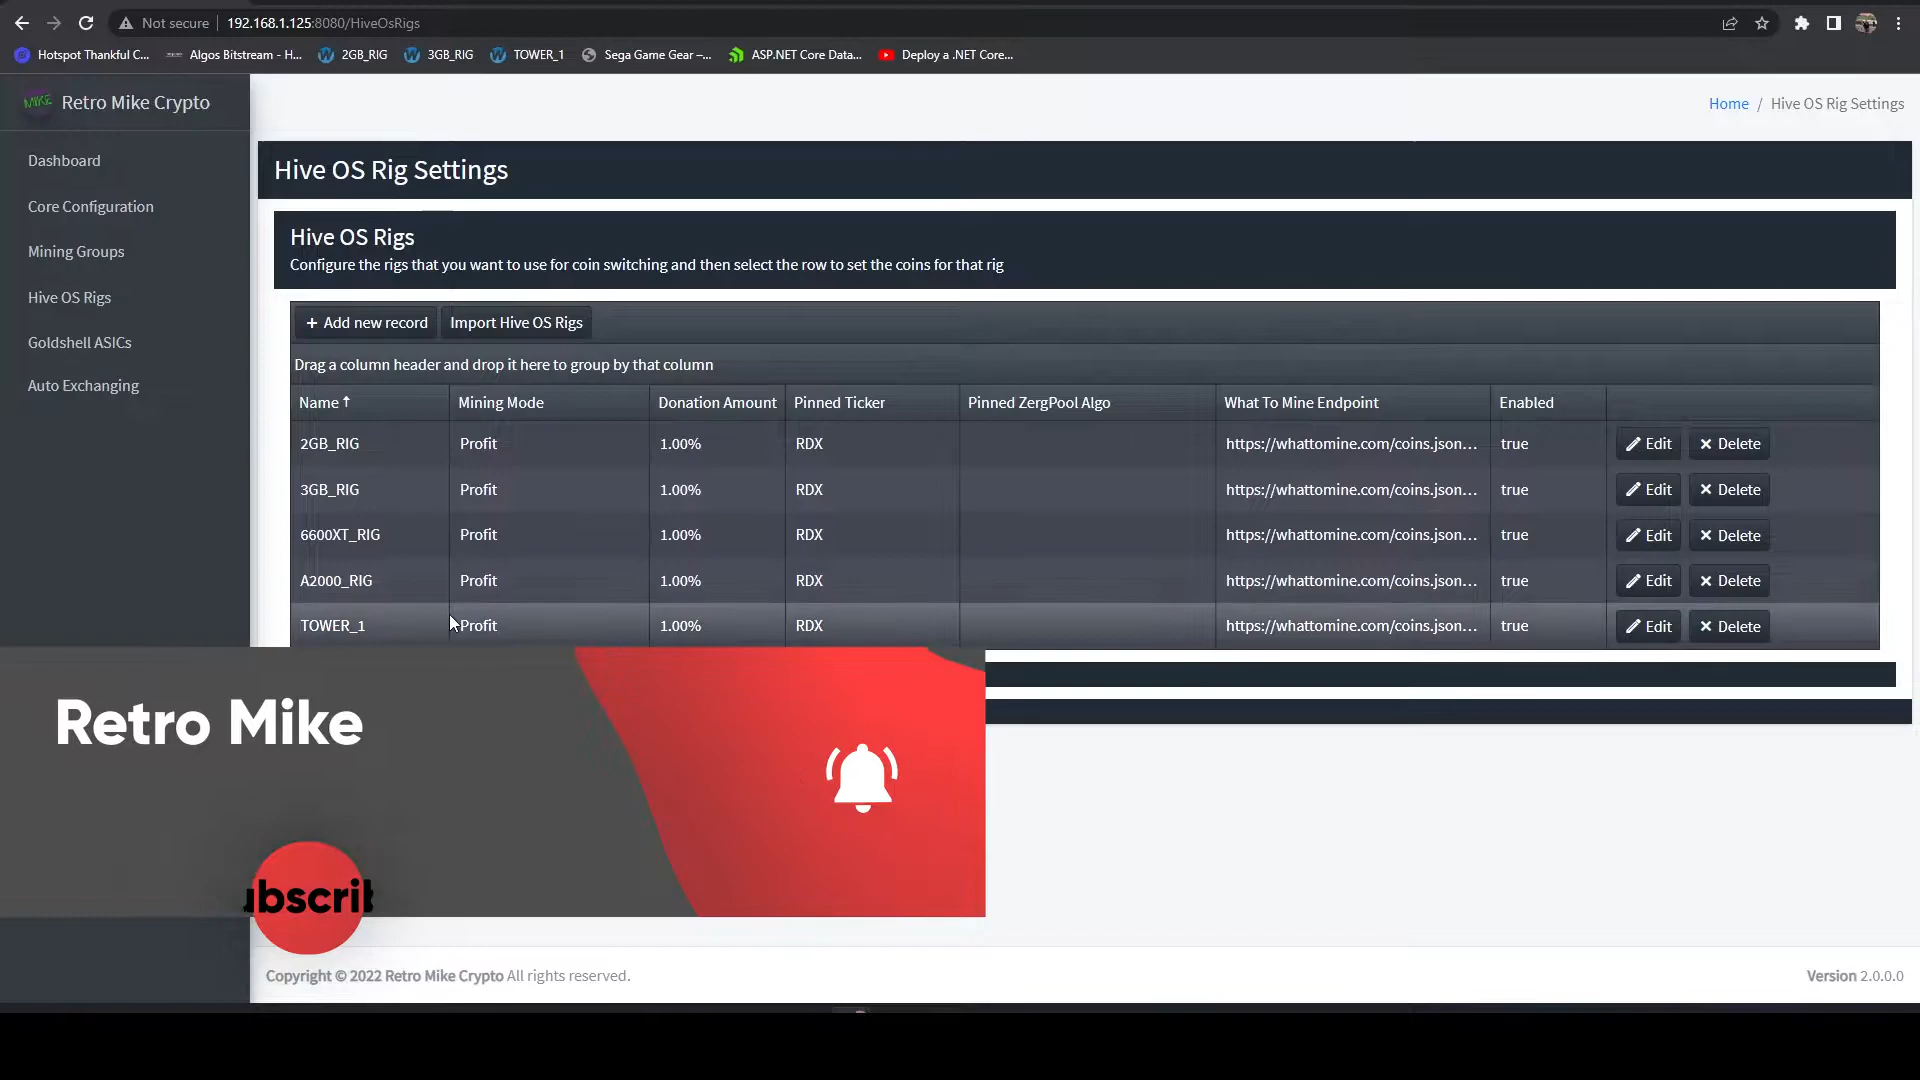 Not secure 192.168.1.125:8080/HiveOsRigs
Hotspot Thankful C... Algos Bitstream - H... 2GB_RIG 3GB_RIG TOWER_1 Sega Game Gear –... ASP.NET Core Data... Deploy a .NET Core...
MIKE Retro Mike Crypto
Home / Hive OS Rig Settings
Dashboard
Core Configuration
Mining Groups
Hive OS Rigs
Goldshell ASICs
Auto Exchanging
Hive OS Rig Settings
Hive OS Rigs
Configure the rigs that you want to use for coin switching and then select the row to set the coins for that rig
+ Add new record Import Hive OS Rigs
Drag a column header and drop it here to group by that column
Name ↑ Mining Mode Donation Amount Pinned Ticker Pinned ZergPool Algo What To Mine Endpoint Enabled
2GB_RIG Profit 1.00% RDX https://whattomine.com/coins.json... true Edit Delete
3GB_RIG Profit 1.00% RDX https://whattomine.com/coins.json... true Edit Delete
6600XT_RIG Profit 1.00% RDX https://whattomine.com/coins.json... true Edit Delete
A2000_RIG Profit 1.00% RDX https://whattomine.com/coins.json... true Edit Delete
TOWER_1 Profit 1.00% RDX https://whattomine.com/coins.json... true Edit Delete
Retro Mike
ubscrib
Copyright © 2022 Retro Mike Crypto All rights reserved.
Version 2.0.0.0